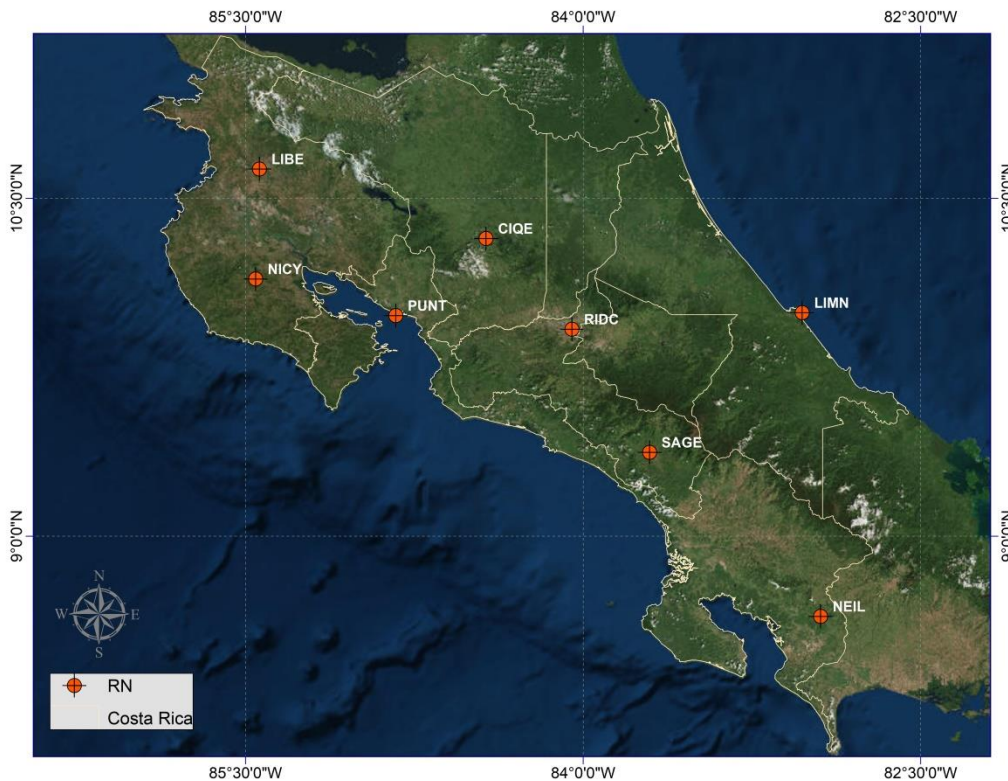 85°30'0"W
84°0'0"W
82°30'0"W
10°30'0"N
10°30'0"N
LIBE
CIQE
NICY
PUNT
RIDC
LIMN
SAGE
9°0'0"N
9°0'0"N
NEIL
N
W
E
S
RN
Costa Rica
85°30'0"W
84°0'0"W
82°30'0"W